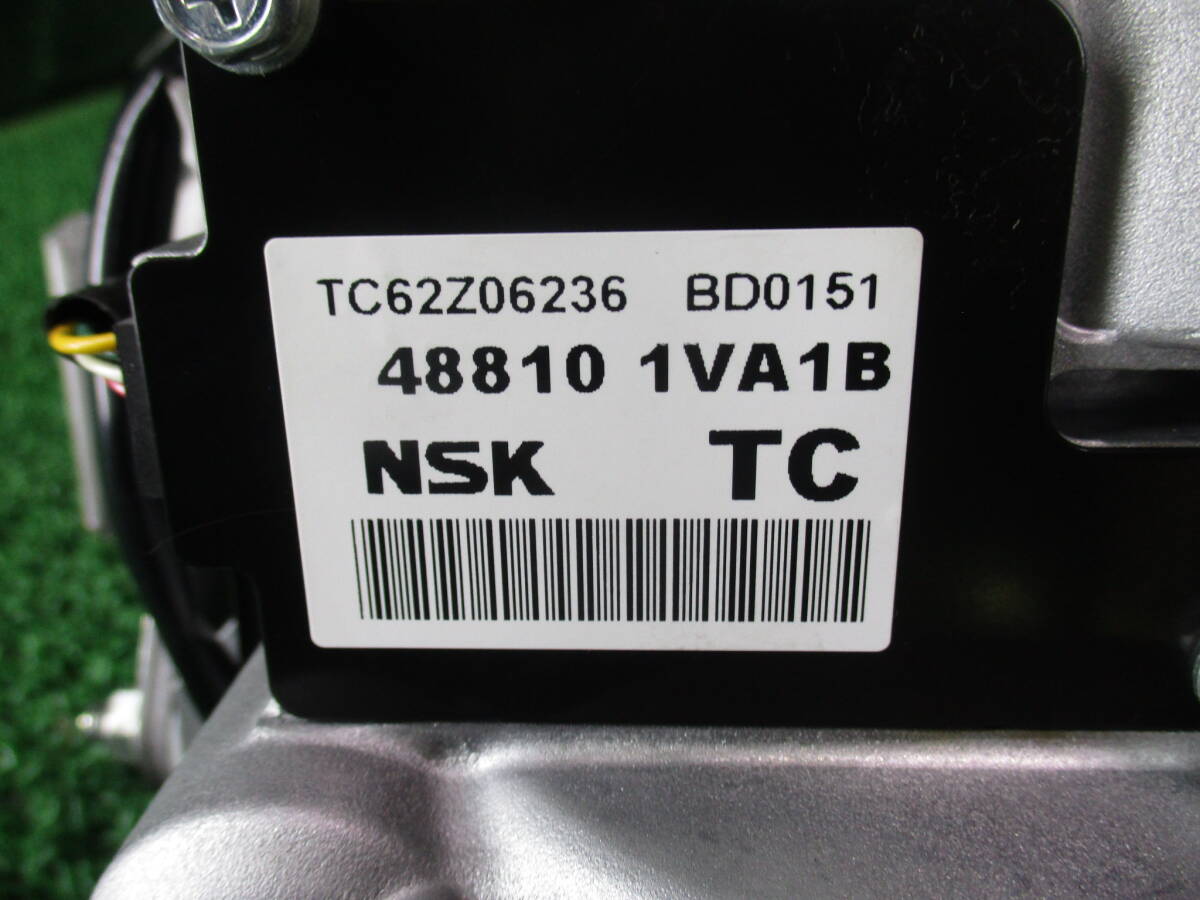 TC62Z06236 BD0151
48810 1VA1B
NSK TC